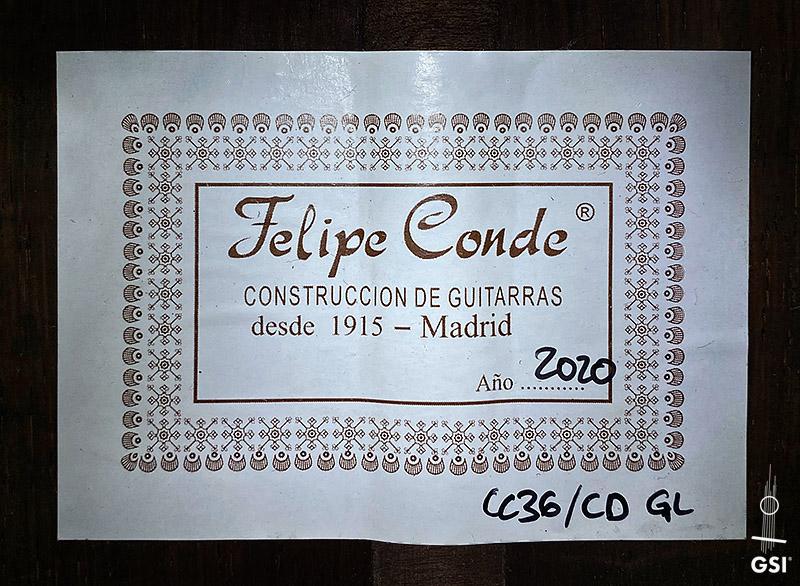 Felipe Conde ®
CONSTRUCCION DE GUITARRAS
desde 1915 – Madrid
Año ........... 2020
CC36/CD GL
GSI®